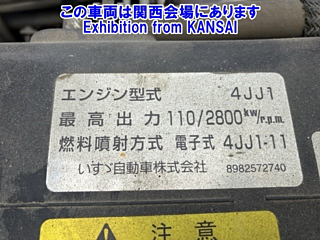 この車両は関西会場にあります
Exhibition from KANSAI
エンジン型式 4JJ1
最高出力 110/2800kw/r.p.m.
燃料噴射方式 電子式 4JJ1-11
いすゞ自動車株式会社 8982572740
注意